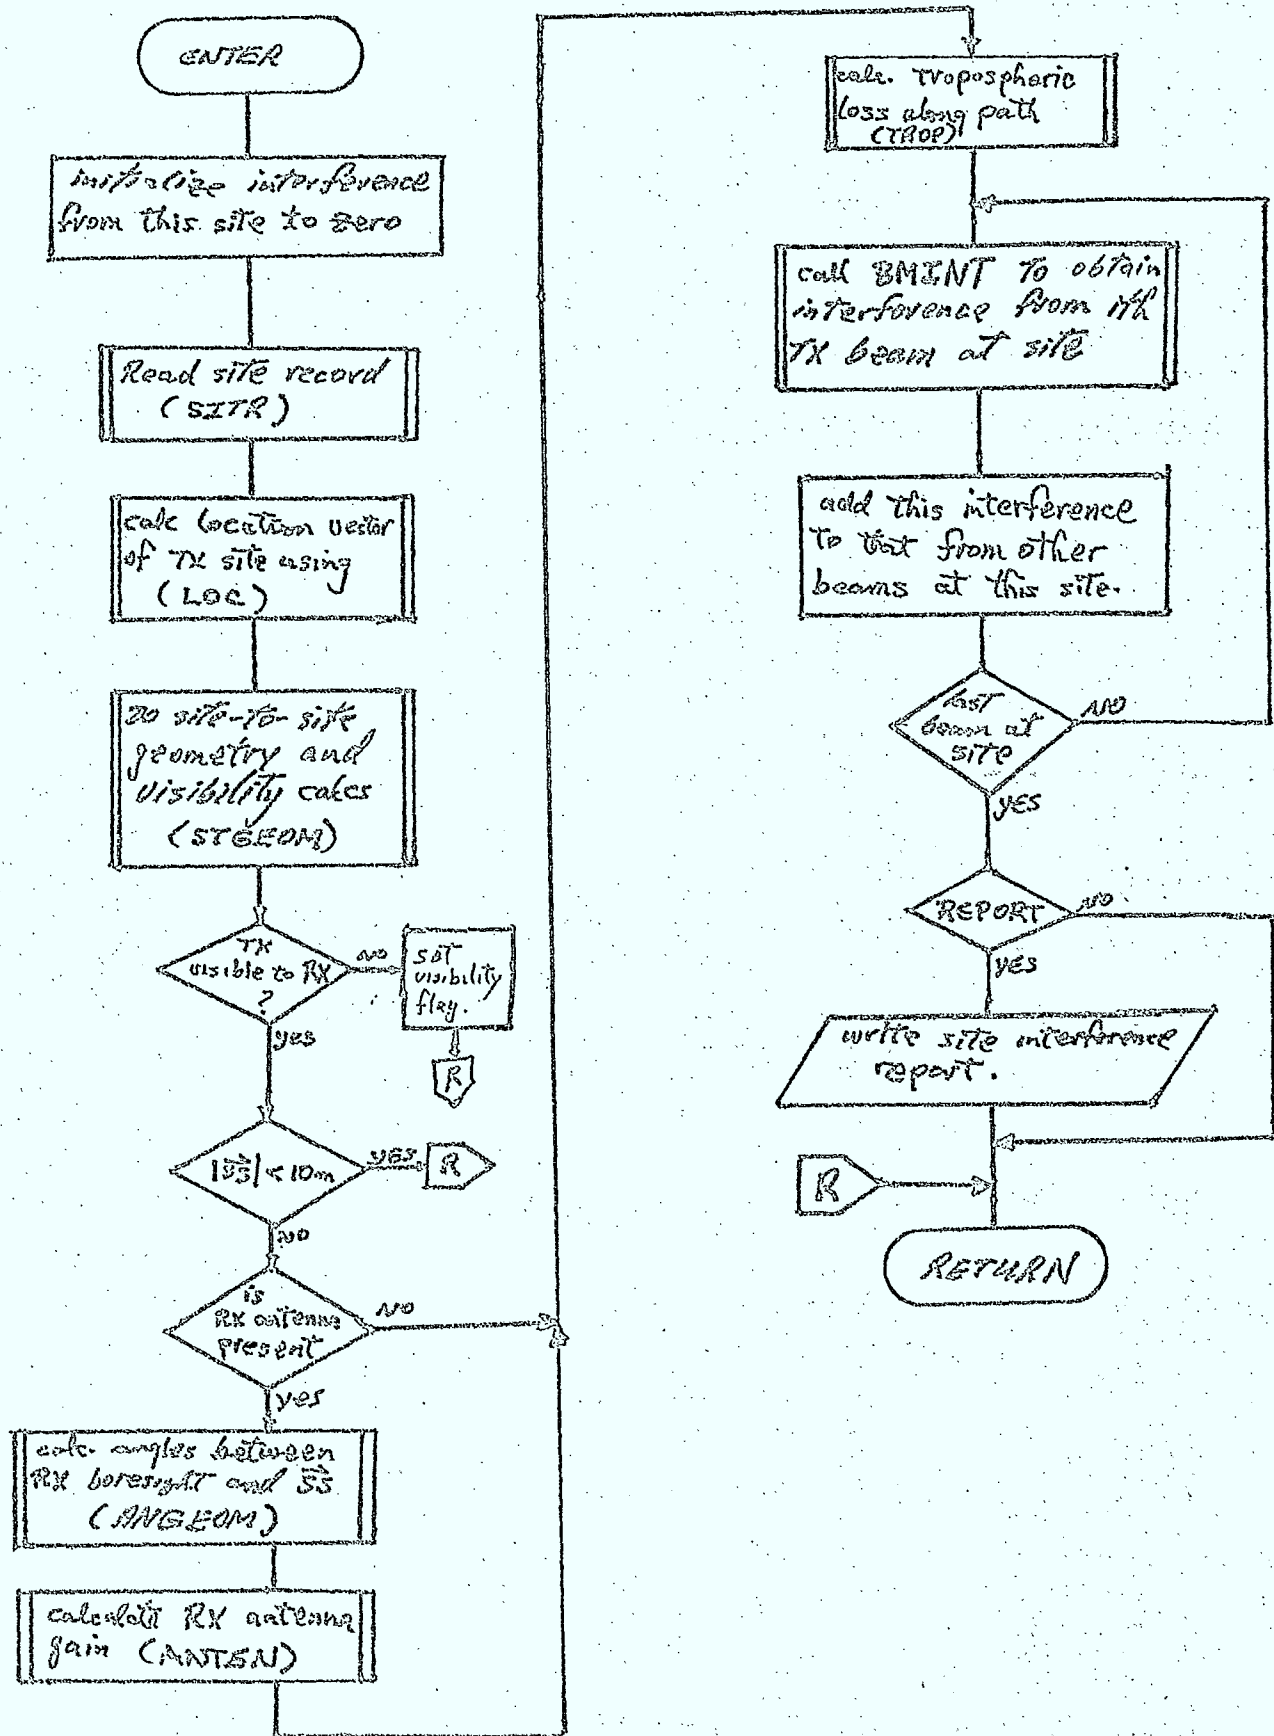 ENTER
initialize interference
from this site to zero
Read site record
(SITR)
calc location vector
of TX site using
(LOC)
DO site-to-site
geometry and
visibility calcs
(STGEOM)
TX
visible to RX
?
NO
set
visibility
flag.
R
yes
|SS| < 10m
YES
R
NO
is
RX antenna
present
NO
yes
calc. angles between
RX boresight and SS
(ANGEOM)
calculate RX antenna
gain (ANTEN)
calc. Tropospheric
loss along path
(TROP)
call BMINT to obtain
interference from ith
TX beam at site
add this interference
to that from other
beams at this site.
last
beam at
site
NO
yes
REPORT
NO
yes
write site interference
report.
R
RETURN